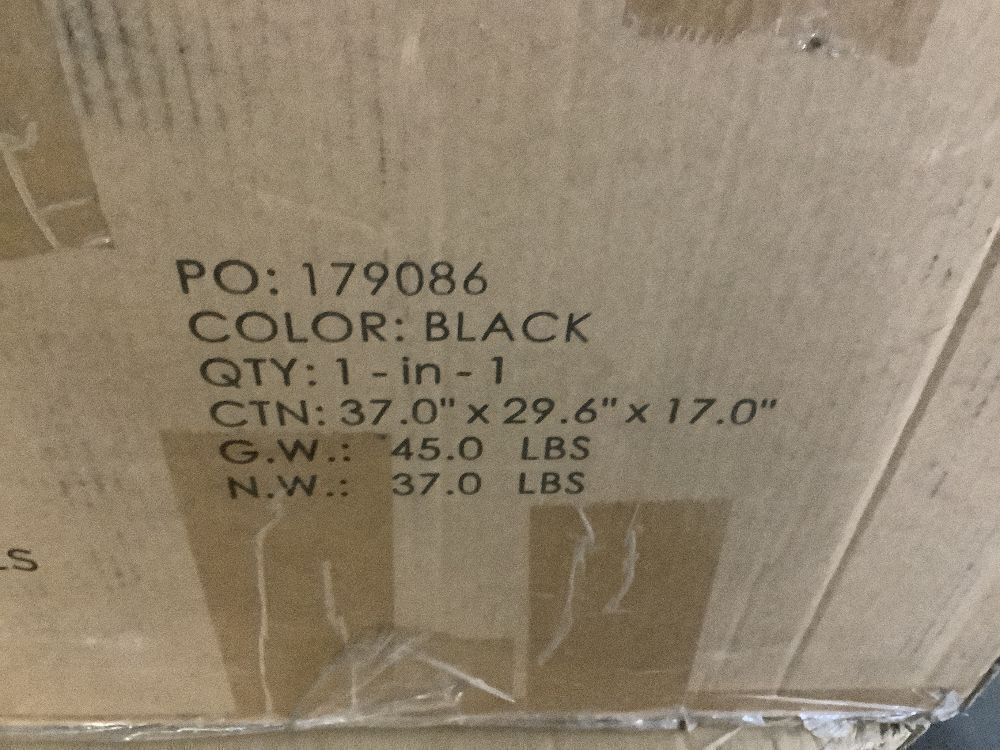 PO: 179086
COLOR: BLACK
QTY: 1 - in - 1
CTN: 37.0" x 29.6" x 17.0"
G.W.: 45.0 LBS
N.W.: 37.0 LBS